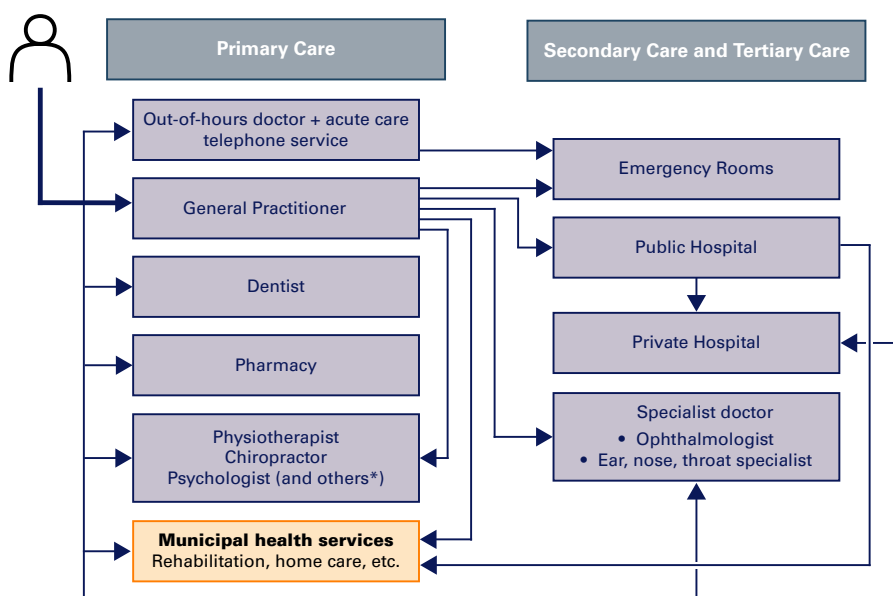 Primary Care
Secondary Care and Tertiary Care
Out-of-hours doctor + acute care
telephone service
General Practitioner
Dentist
Pharmacy
Physiotherapist
Chiropractor
Psychologist (and others*)
Municipal health services
Rehabilitation, home care, etc.
Emergency Rooms
Public Hospital
Private Hospital
Specialist doctor
• Ophthalmologist
• Ear, nose, throat specialist